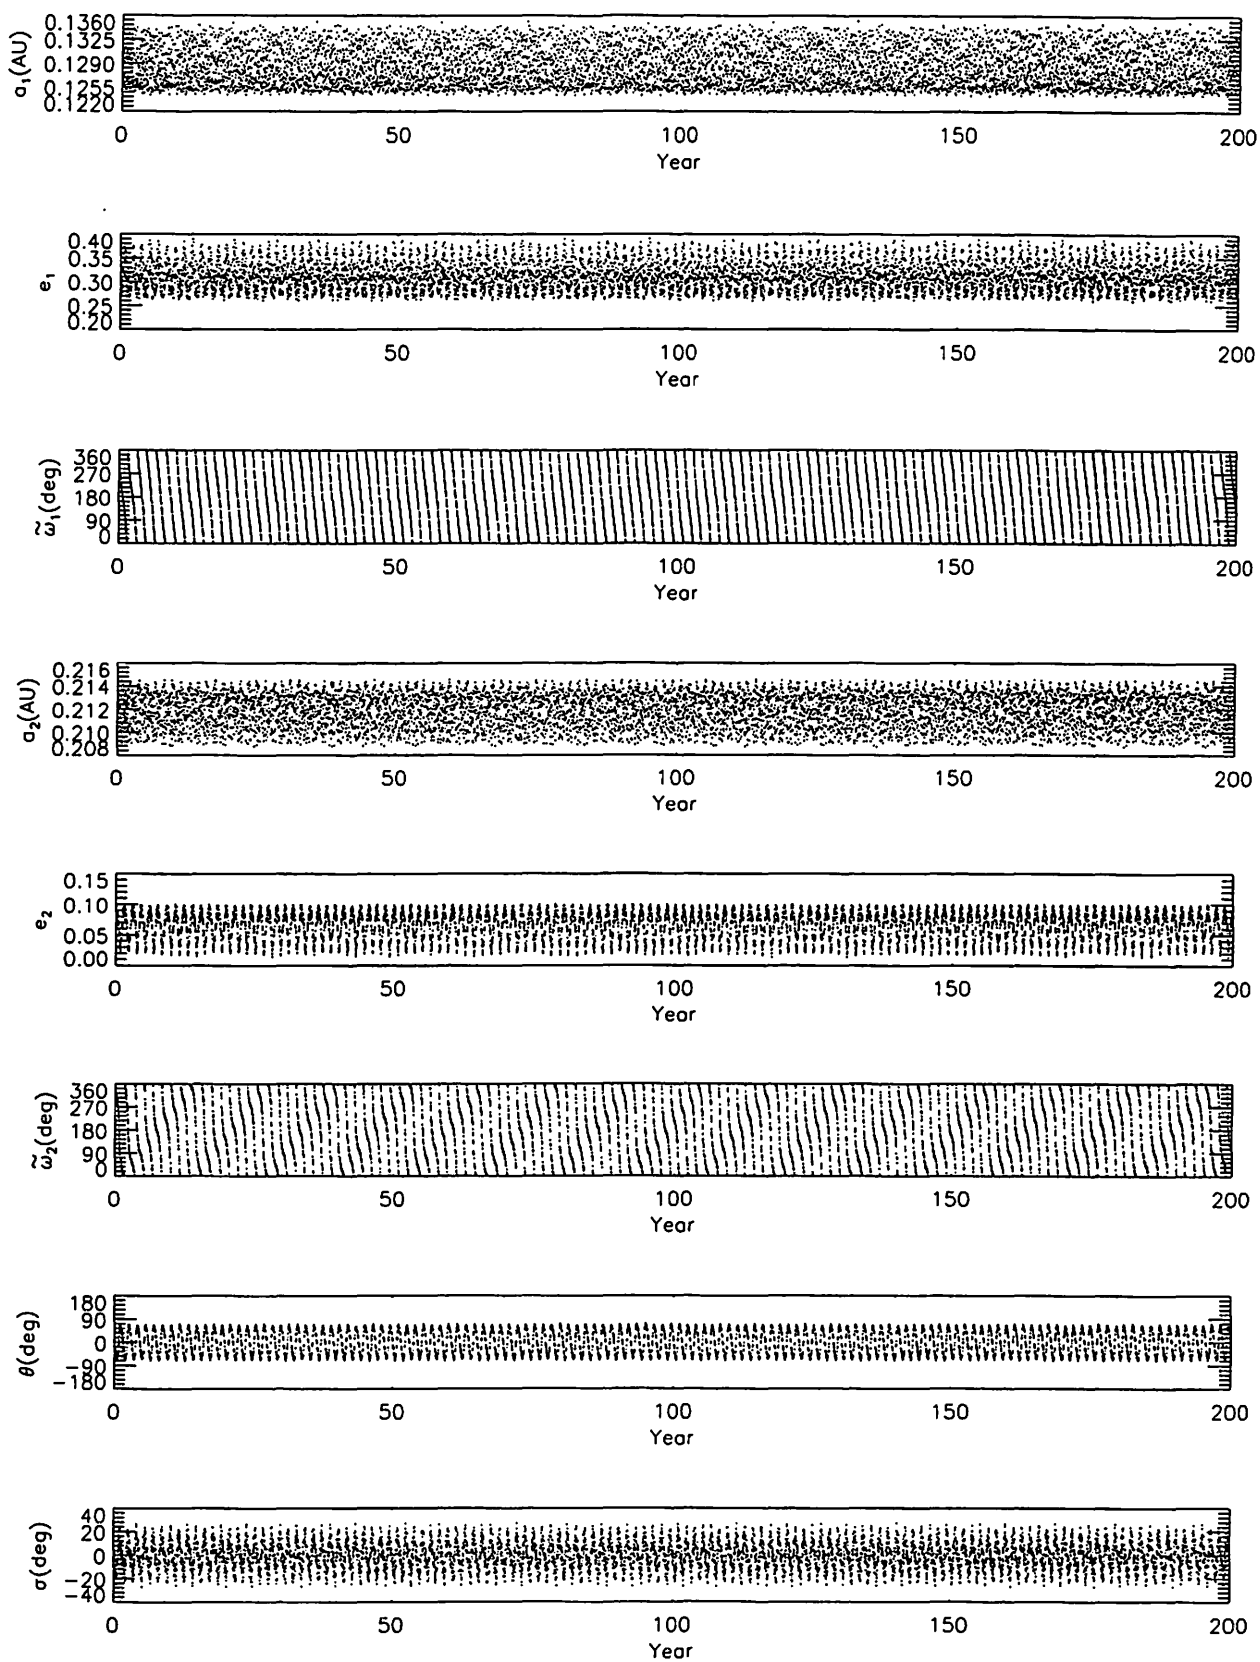 a₁(AU)
0.1360
0.1325
0.1290
0.1255
0.1220
0 50 100 150 200
Year
e₁
0.40
0.35
0.30
0.25
0.20
0 50 100 150 200
Year
ω̃₁(deg)
360
270
180
90
0
0 50 100 150 200
Year
a₂(AU)
0.216
0.214
0.212
0.210
0.208
0 50 100 150 200
Year
e₂
0.15
0.10
0.05
0.00
0 50 100 150 200
Year
ω̃₂(deg)
360
270
180
90
0
0 50 100 150 200
Year
θ(deg)
180
90
0
−90
−180
0 50 100 150 200
Year
σ(deg)
40
20
0
−20
−40
0 50 100 150 200
Year